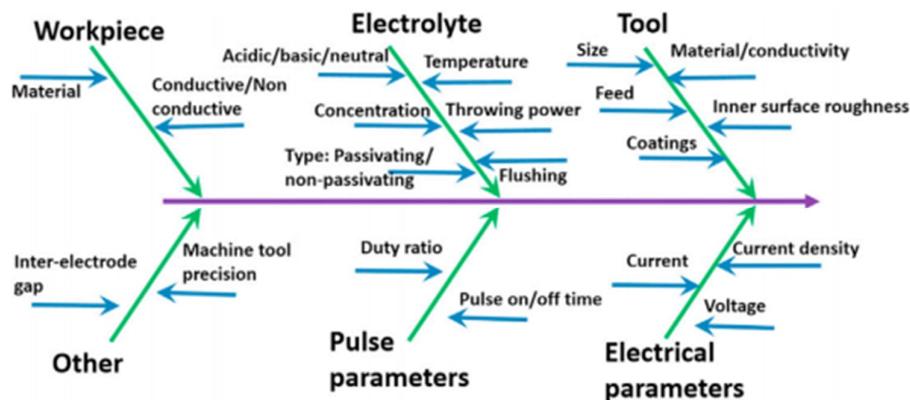 Workpiece
Material
Conductive/Non
conductive
Electrolyte
Acidic/basic/neutral
Temperature
Concentration
Throwing power
Type: Passivating/
non-passivating
Flushing
Tool
Size
Material/conductivity
Feed
Inner surface roughness
Coatings
Inter-electrode
gap
Machine tool
precision
Other
Duty ratio
Pulse on/off time
Pulse
parameters
Current
Current density
Voltage
Electrical
parameters